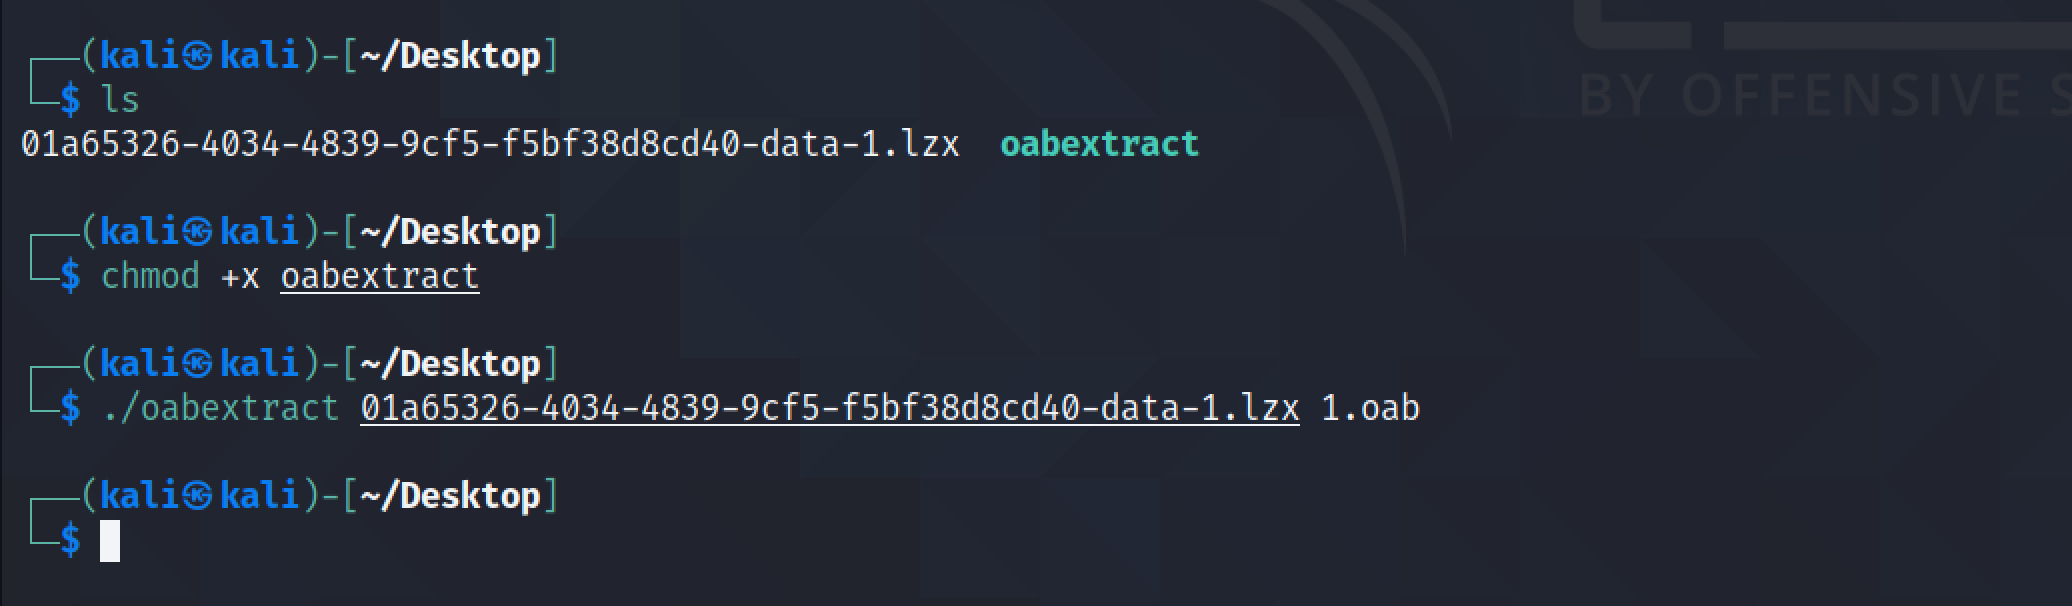 (kali㉿kali)-[~/Desktop]
$ ls
01a65326-4034-4839-9cf5-f5bf38d8cd40-data-1.lzx  oabextract
(kali㉿kali)-[~/Desktop]
$ chmod +x oabextract
(kali㉿kali)-[~/Desktop]
$ ./oabextract 01a65326-4034-4839-9cf5-f5bf38d8cd40-data-1.lzx 1.oab
(kali㉿kali)-[~/Desktop]
$
BY OFFENSIVE S